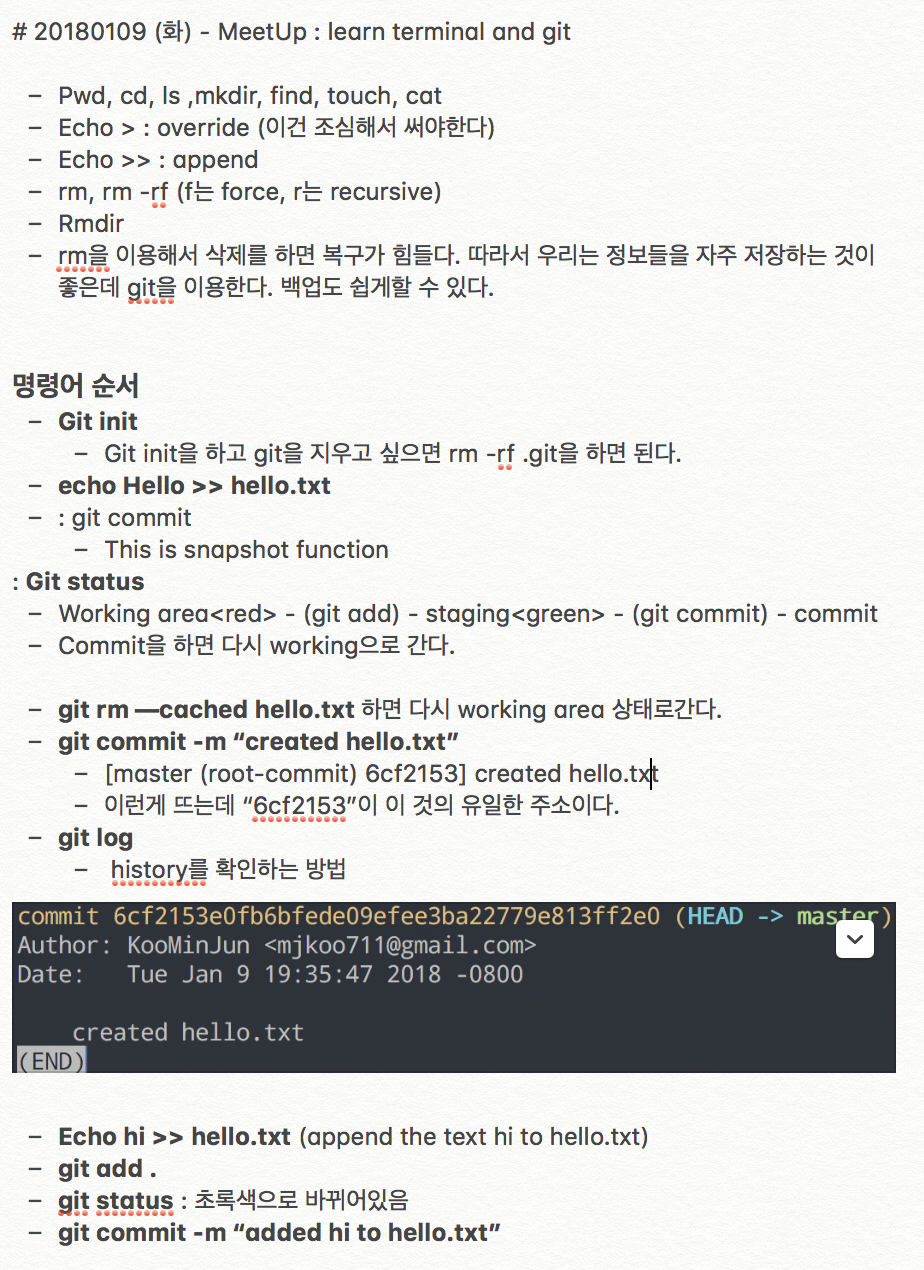 # 20180109 (화) - MeetUp : learn terminal and git
– Pwd, cd, ls ,mkdir, find, touch, cat
– Echo > : override (이건 조심해서 써야한다)
– Echo >> : append
– rm, rm -rf (f는 force, r는 recursive)
– Rmdir
– rm을 이용해서 삭제를 하면 복구가 힘들다. 따라서 우리는 정보들을 자주 저장하는 것이
좋은데 git을 이용한다. 백업도 쉽게할 수 있다.
명령어 순서
– Git init
– Git init을 하고 git을 지우고 싶으면 rm -rf .git을 하면 된다.
– echo Hello >> hello.txt
– : git commit
– This is snapshot function
: Git status
– Working area<red> - (git add) - staging<green> - (git commit) - commit
– Commit을 하면 다시 working으로 간다.
– git rm —cached hello.txt 하면 다시 working area 상태로간다.
– git commit -m “created hello.txt”
– [master (root-commit) 6cf2153] created hello.txt
– 이런게 뜨는데 “6cf2153”이 이 것의 유일한 주소이다.
– git log
– history를 확인하는 방법
commit 6cf2153e0fb6bfede09efee3ba22779e813ff2e0 (HEAD -> master)
Author: KooMinJun <mjkoo711@gmail.com>
Date:   Tue Jan 9 19:35:47 2018 -0800
created hello.txt
(END)
– Echo hi >> hello.txt (append the text hi to hello.txt)
– git add .
– git status : 초록색으로 바뀌어있음
– git commit -m “added hi to hello.txt”